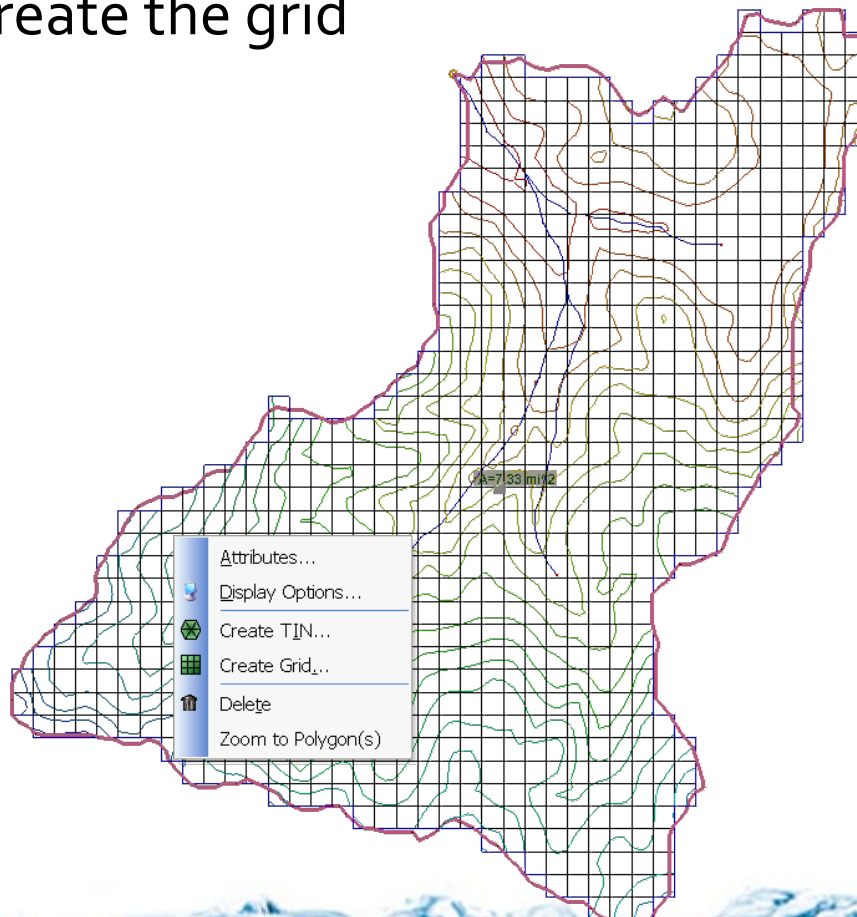 reate the grid
A=7.33 mi^2
Attributes...
Display Options...
Create TIN...
Create Grid...
Delete
Zoom to Polygon(s)